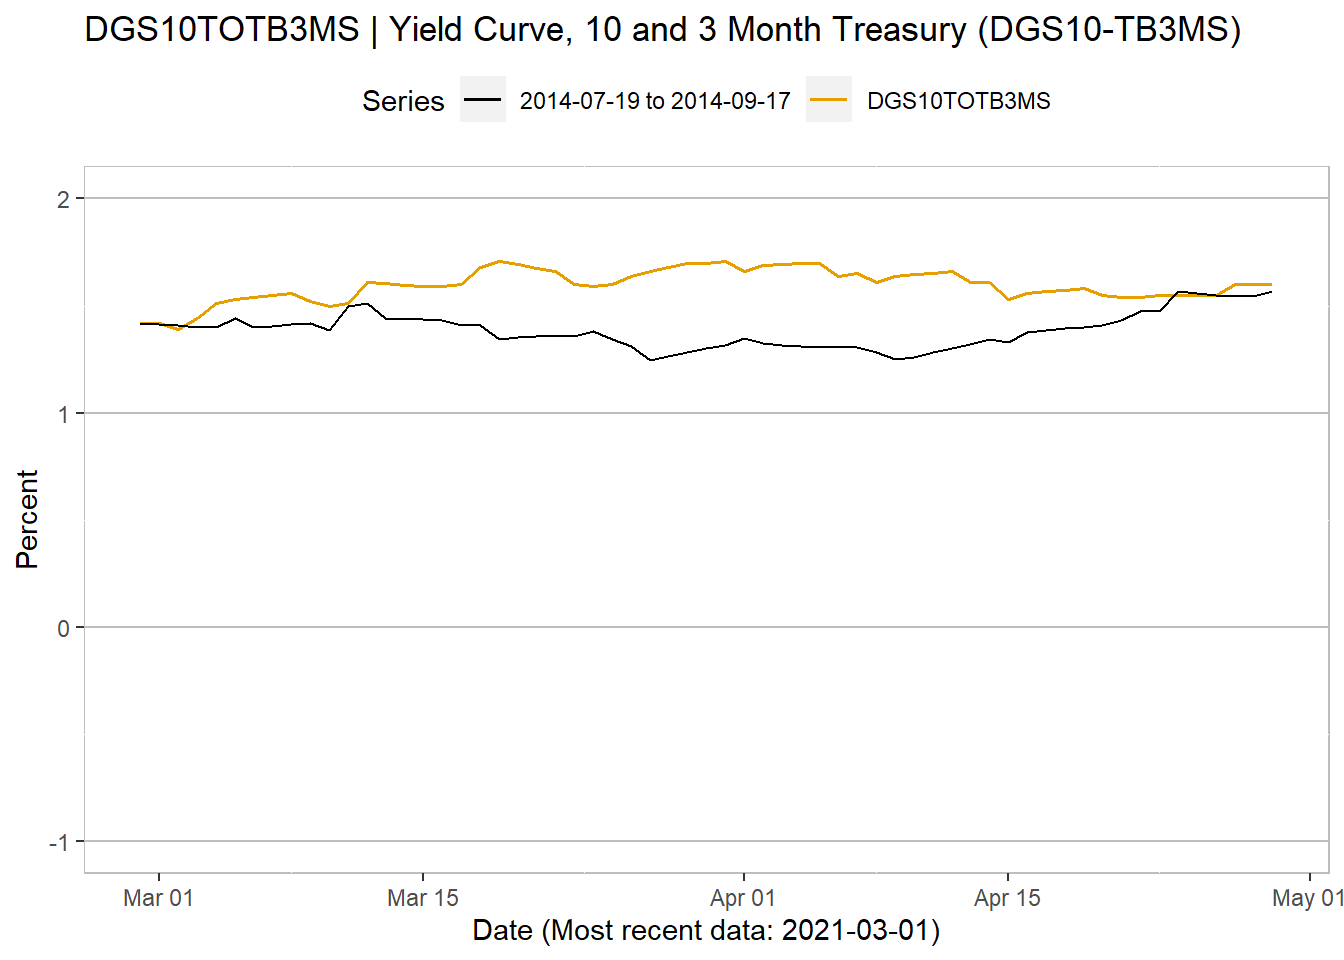 DGS10TOTB3MS | Yield Curve, 10 and 3 Month Treasury (DGS10-TB3MS)
Series 2014-07-19 to 2014-09-17 DGS10TOTB3MS
2
1
0
-1
Percent
Mar 01 Mar 15 Apr 01 Apr 15 May 01
Date (Most recent data: 2021-03-01)